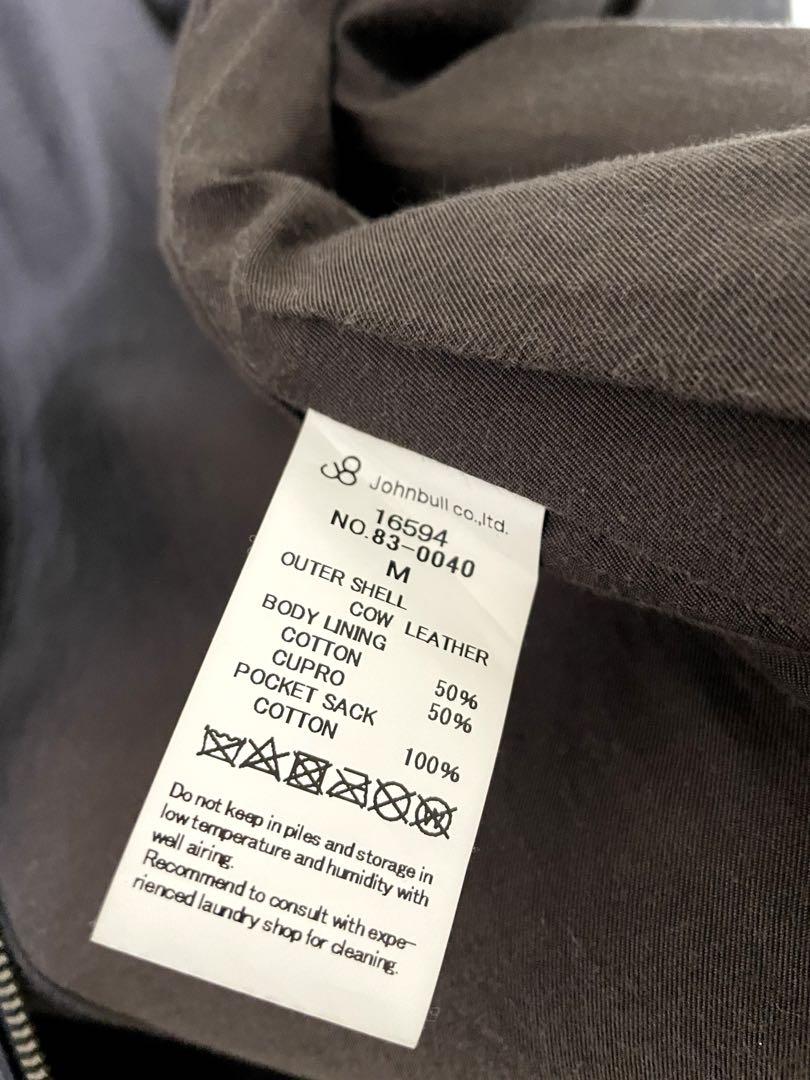 Johnbull co.,ltd.
16594
NO.83-0040
M
OUTER SHELL
COW LEATHER
BODY LINING
COTTON 50%
CUPRO 50%
POCKET SACK
COTTON 100%
Do not keep in piles and storage in
low temperature and humidity with
well airing.
Recommend to consult with expe-
rienced laundry shop for cleaning.